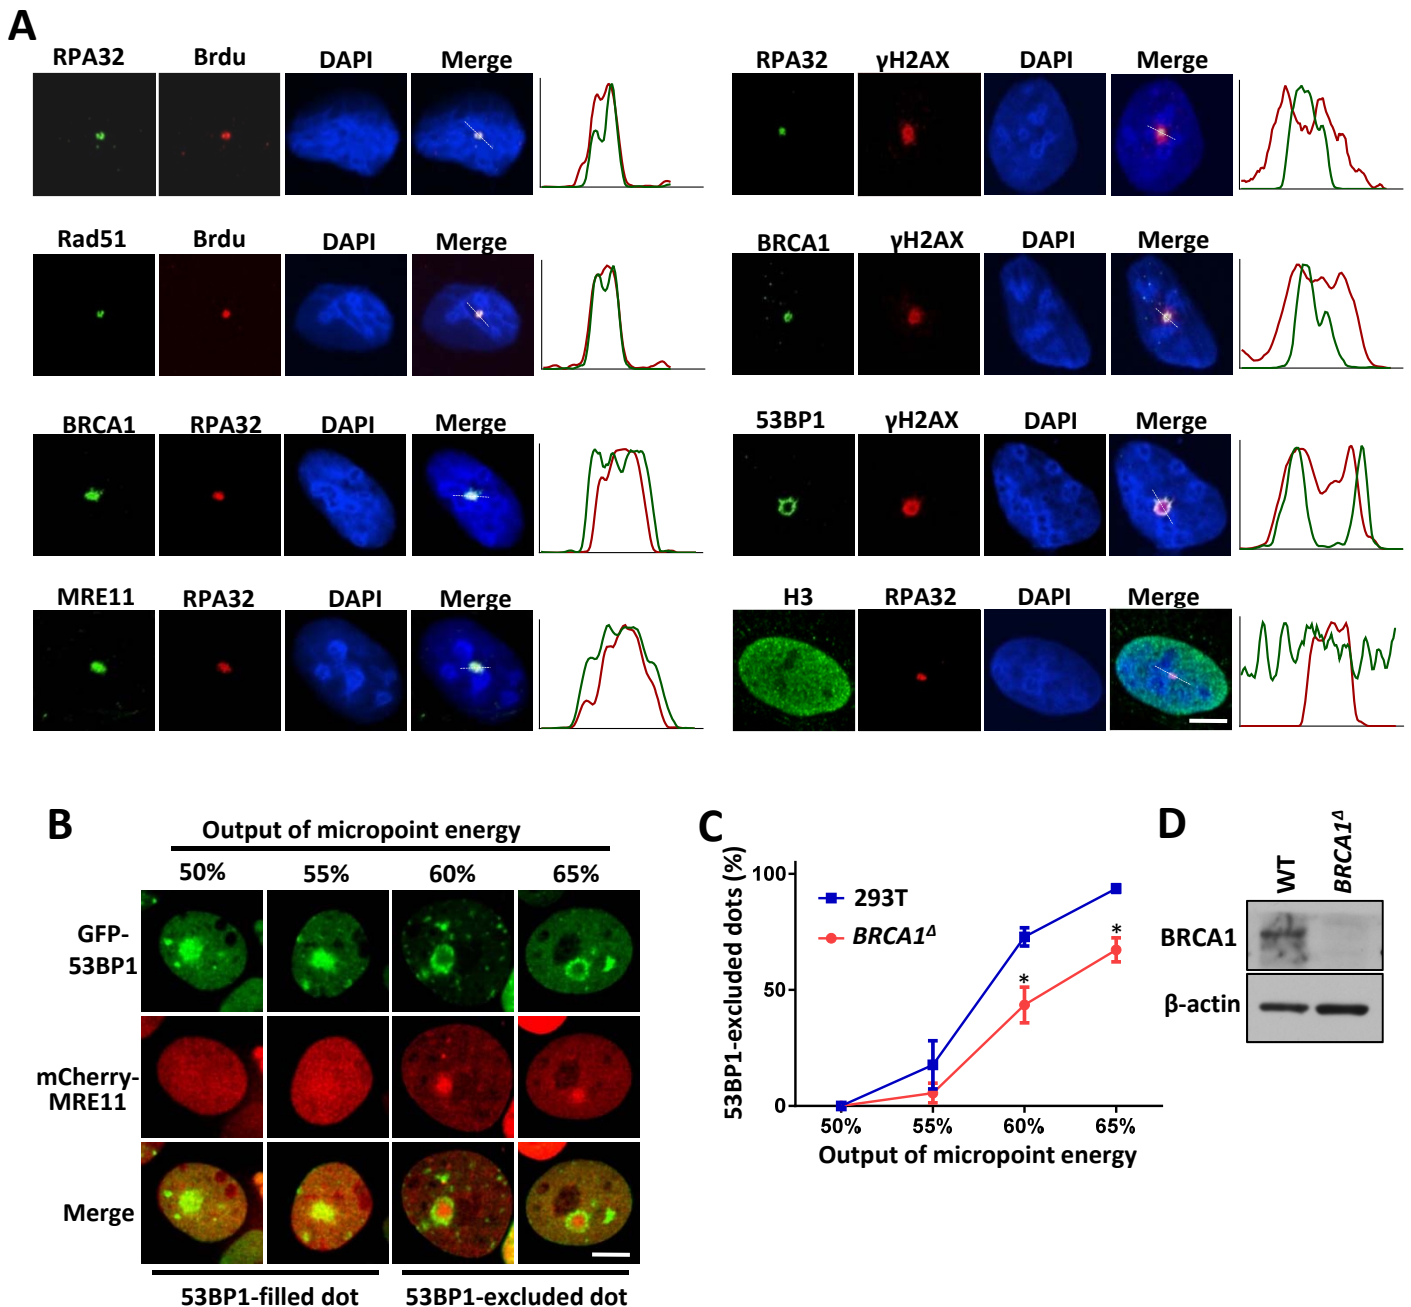 A
RPA32 Brdu DAPI Merge
RPA32 γH2AX DAPI Merge
Rad51 Brdu DAPI Merge
BRCA1 γH2AX DAPI Merge
BRCA1 RPA32 DAPI Merge
53BP1 γH2AX DAPI Merge
MRE11 RPA32 DAPI Merge
H3 RPA32 DAPI Merge
B
Output of micropoint energy
50% 55% 60% 65%
GFP-
53BP1
mCherry-
MRE11
Merge
53BP1-filled dot 53BP1-excluded dot
C
53BP1-excluded dots (%)
100
50
0
293T
BRCA1Δ
*
*
50% 55% 60% 65%
Output of micropoint energy
D
WT BRCA1Δ
BRCA1
β-actin